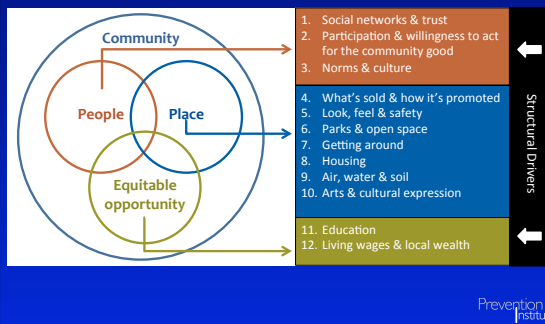 Community
People
Place
Equitable
opportunity
1. Social networks & trust
2. Participation & willingness to act
for the community good
3. Norms & culture
4. What's sold & how it's promoted
5. Look, feel & safety
6. Parks & open space
7. Getting around
8. Housing
9. Air, water & soil
10. Arts & cultural expression
11. Education
12. Living wages & local wealth
Structural Drivers
Prevention
Institu